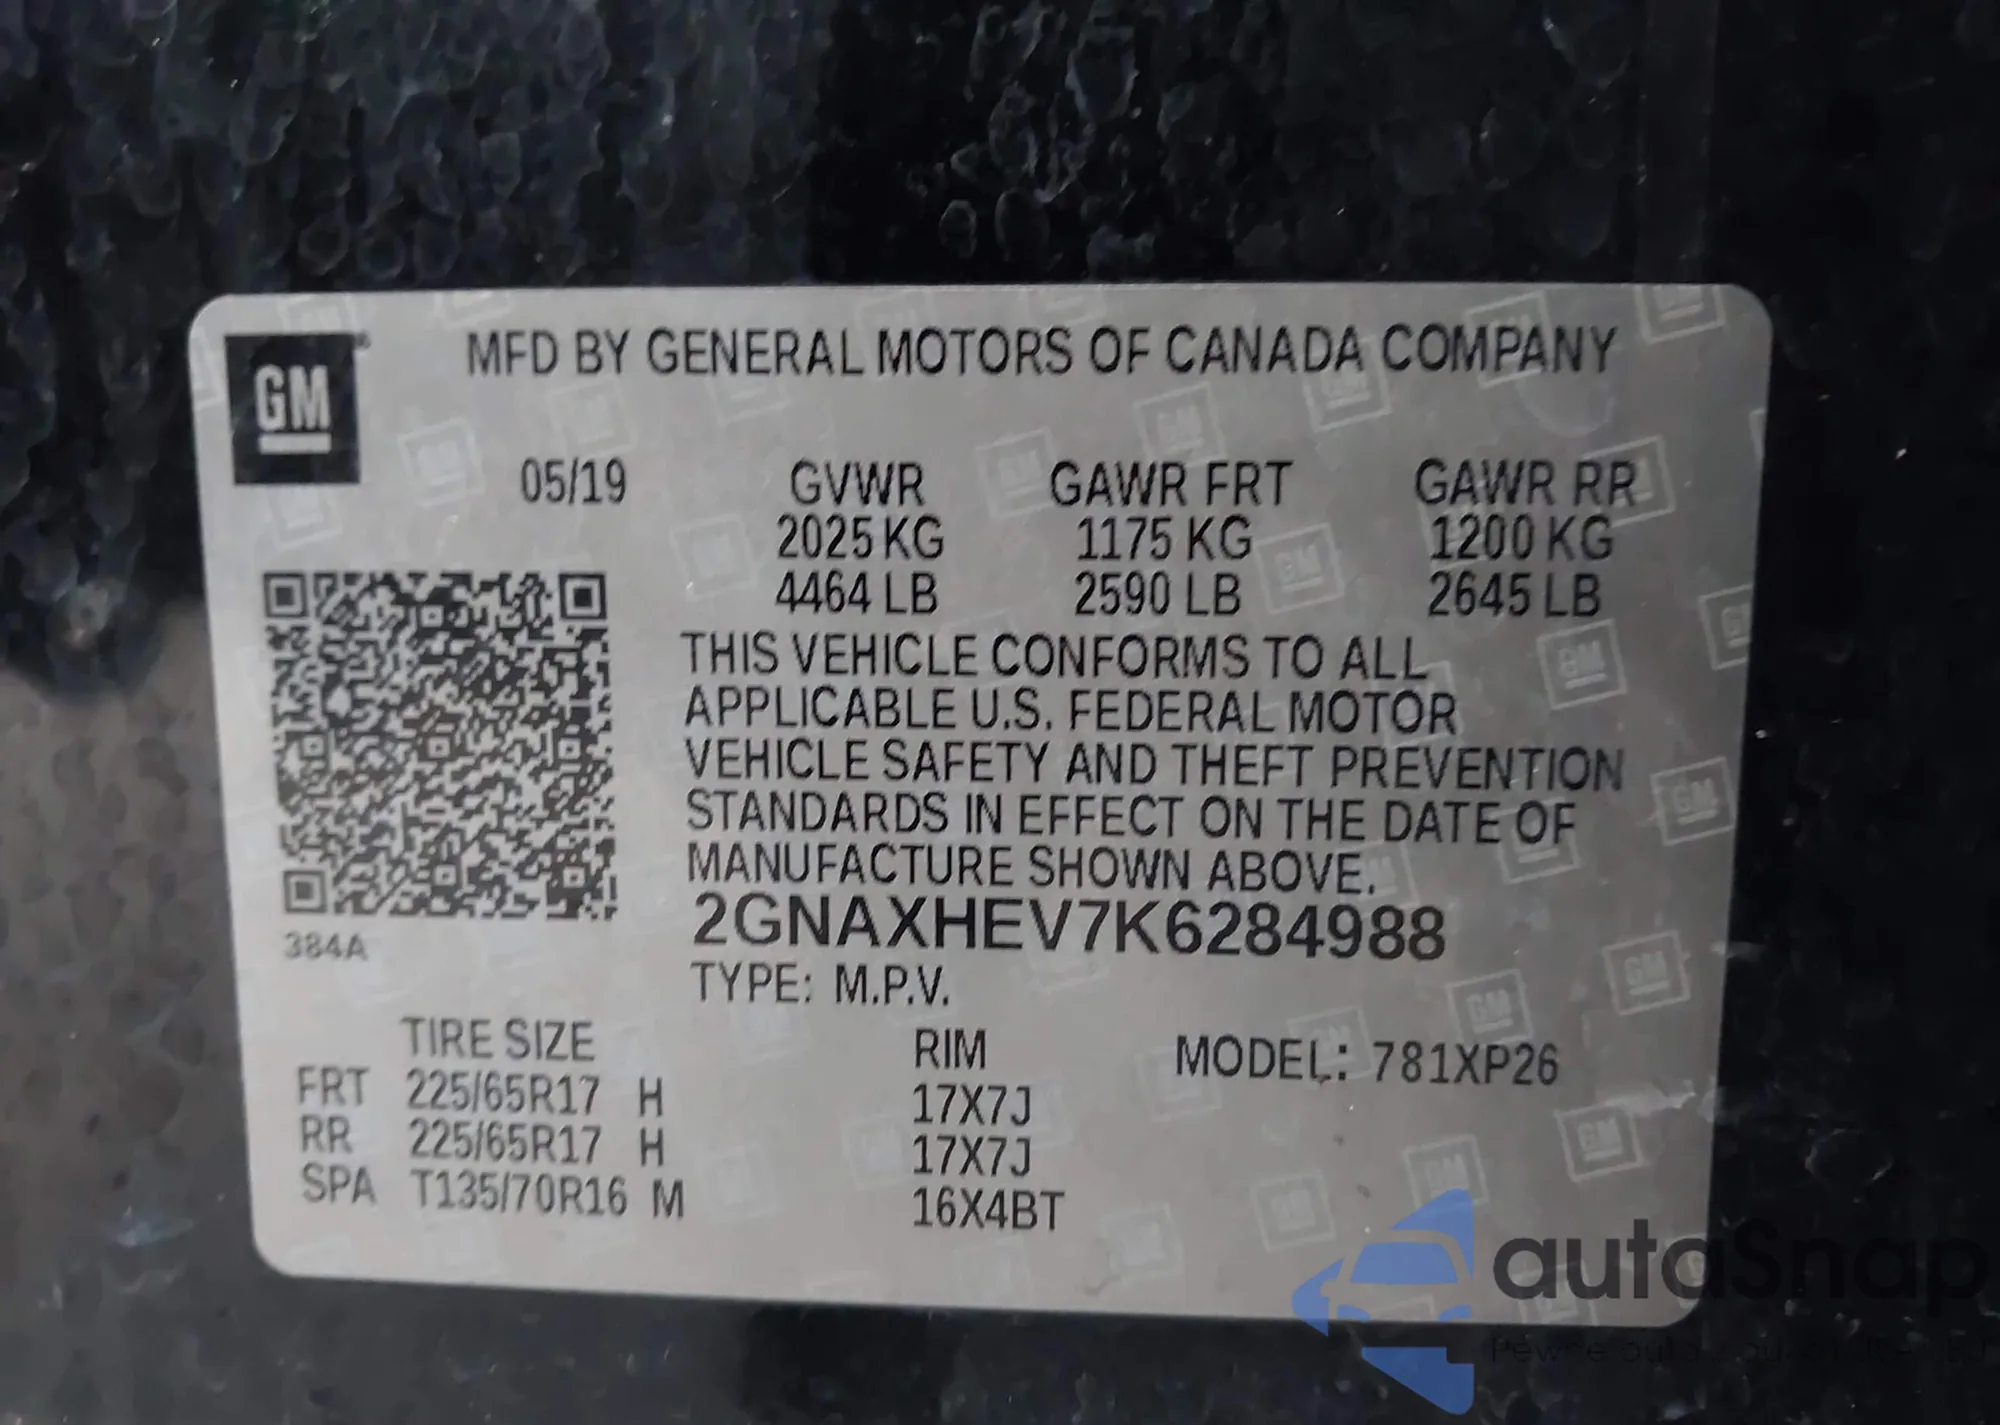 GM
MFD BY GENERAL MOTORS OF CANADA COMPANY
05/19 GVWR GAWR FRT GAWR RR
2025 KG 1175 KG 1200 KG
4464 LB 2590 LB 2645 LB
THIS VEHICLE CONFORMS TO ALL
APPLICABLE U.S. FEDERAL MOTOR
VEHICLE SAFETY AND THEFT PREVENTION
STANDARDS IN EFFECT ON THE DATE OF
MANUFACTURE SHOWN ABOVE.
2GNAXHEV7K6284988
384A
TYPE: M.P.V.
TIRE SIZE RIM MODEL: 781XP26
FRT 225/65R17 H 17X7J
RR 225/65R17 H 17X7J
SPA T135/70R16 M 16X4BT
autaSnap